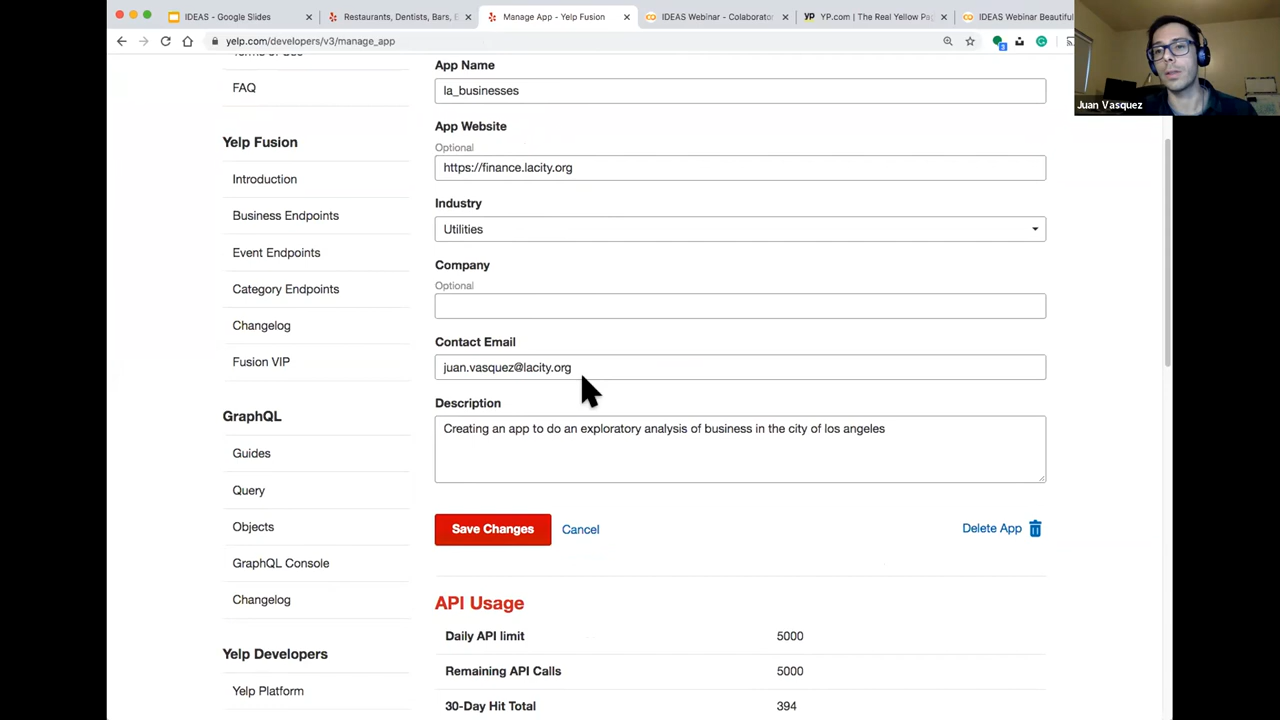 IDEAS - Google Slides
Restaurants, Dentists, Bars,
Manage App - Yelp Fusion
IDEAS Webinar - Colaborato
YP.com | The Real Yellow Pa
IDEAS Webinar Beautiful
yelp.com/developers/v3/manage_app
Juan Vasquez
FAQ
Yelp Fusion
Introduction
Business Endpoints
Event Endpoints
Category Endpoints
Changelog
Fusion VIP
GraphQL
Guides
Query
Objects
GraphQL Console
Changelog
Yelp Developers
Yelp Platform
App Name
la_businesses
App Website
Optional
https://finance.lacity.org
Industry
Utilities
Company
Optional
Contact Email
juan.vasquez@lacity.org
Description
Creating an app to do an exploratory analysis of business in the city of los angeles
Save Changes
Cancel
Delete App
API Usage
Daily API limit 5000
Remaining API Calls 5000
30-Day Hit Total 394